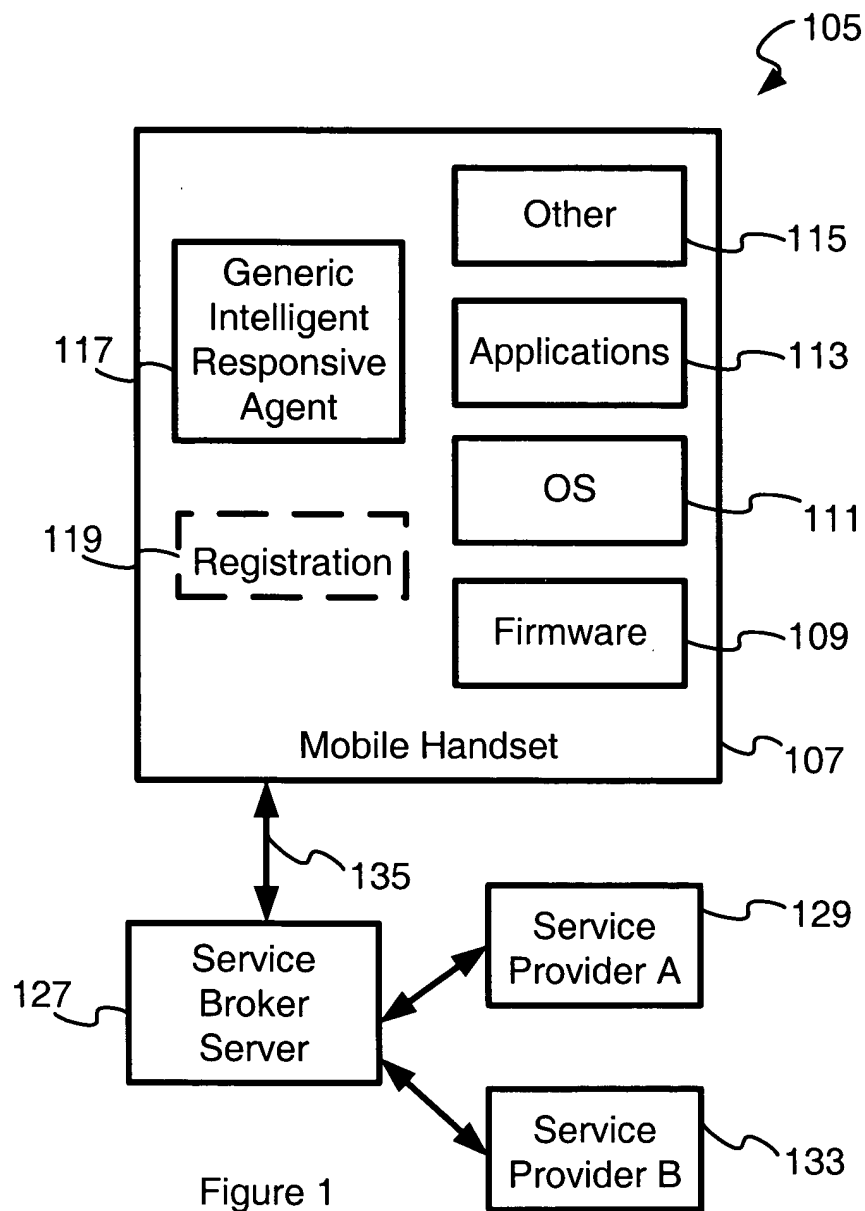 105
Other
115
Generic
Intelligent
Responsive
Agent
117
Applications
113
OS
111
119
Registration
Firmware
109
Mobile Handset
107
135
Service
Broker
Server
127
Service
Provider A
129
Service
Provider B
133
Figure 1